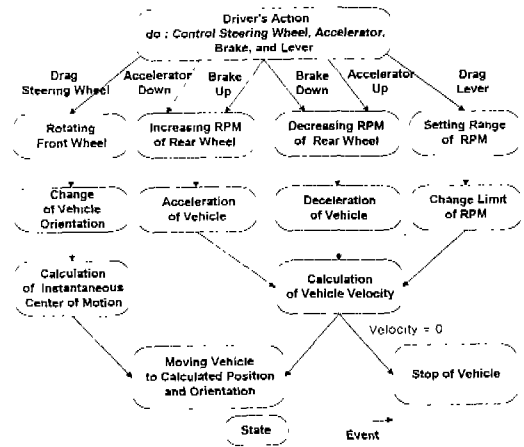 Driver's Action
do : Control Steering Wheel, Accelerator,
Brake, and Lever
Drag
Steering Wheel
Accelerator
Down
Brake
Up
Brake
Down
Accelerator
Up
Drag
Lever
Rotating
Front Wheel
Increasing RPM
of Rear Wheel
Decreasing RPM
of Rear Wheel
Setting Range
of RPM
Change
of Vehicle
Orientation
Acceleration
of Vehicle
Deceleration
of Vehicle
Change Limit
of RPM
Calculation
of Instantaneous
Center of Motion
Calculation
of Vehicle Velocity
Velocity = 0
Moving Vehicle
to Calculated Position
and Orientation
Stop of Vehicle
State
Event